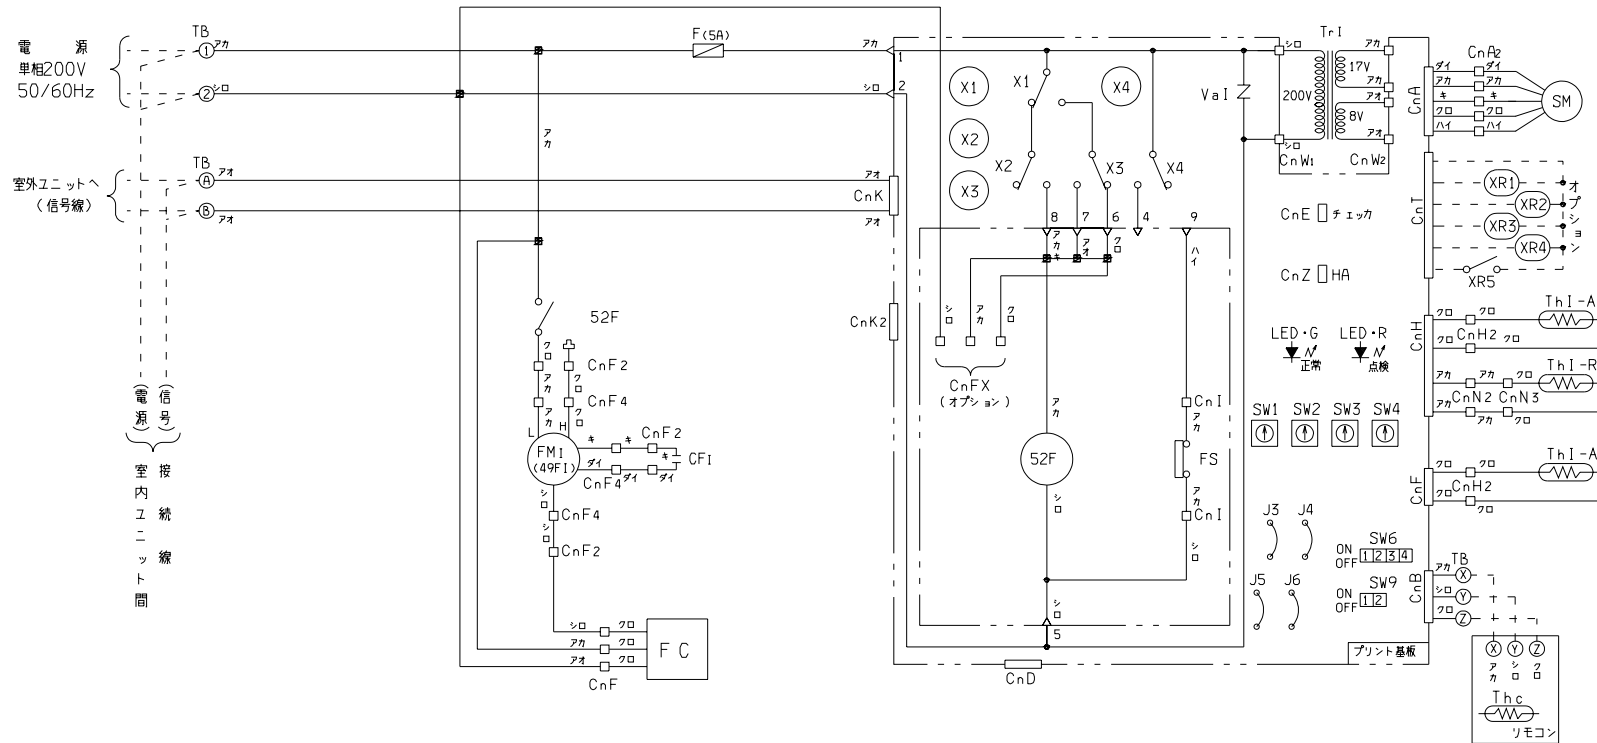 電源
単相200V
50/60Hz
TB
1
アカ
2
シロ
F(5A)
アカ
1
シロ
2
室外ユニットへ
(信号線)
TB
A
アオ
B
アオ
アオ
CnK
アオ
CnK2
(電源)
(信号)
室内ユニット間
接続線
アカ
52F
クロ
CnF2
アカ
クロ
CnF4
アカ
L
H
FM1
(49F1)
キ
キ
CnF2
キ
CF1
ダイ
CnF4
ダイ
ダイ
シロ
CnF4
シロ
CnF2
シロ
クロ
アカ
クロ
アオ
クロ
CnF
FC
X1
X2
X3
X1
X4
X2
X3
X4
8
7
6
4
9
アカ
キ
アオ
クロ
ハイ
シロ
アカ
クロ
CnFX
(オプション)
アカ
52F
シロ
CnI
アカ
FS
アカ
CnI
シロ
シロ
5
CnD
VaI
TrI
シロ
アカ
17V
アカ
200V
アオ
8V
シロ
アオ
CnW1
CnW2
CnE
チェッカ
CnZ
HA
LED・G
正常
LED・R
点検
SW1
SW2
SW3
SW4
J3
J4
J5
J6
SW6
ON
OFF
1234
SW9
ON
OFF
12
プリント基板
CnA
CnA2
ダイ
ダイ
アカ
アカ
キ
キ
クロ
クロ
ハイ
ハイ
SM
CnT
XR1
XR2
XR3
XR4
XR5
オプション
CnH
クロ
クロ
ThI-A
クロ
CnH2
クロ
アカ
アカ
クロ
ThI-R
アカ
CnN2
CnN3
アカ
クロ
CnF
クロ
クロ
ThI-A
クロ
CnH2
クロ
CnB
TB
アカ
X
シロ
Y
クロ
Z
X
Y
Z
アカ
シロ
クロ
Thc
リモコン